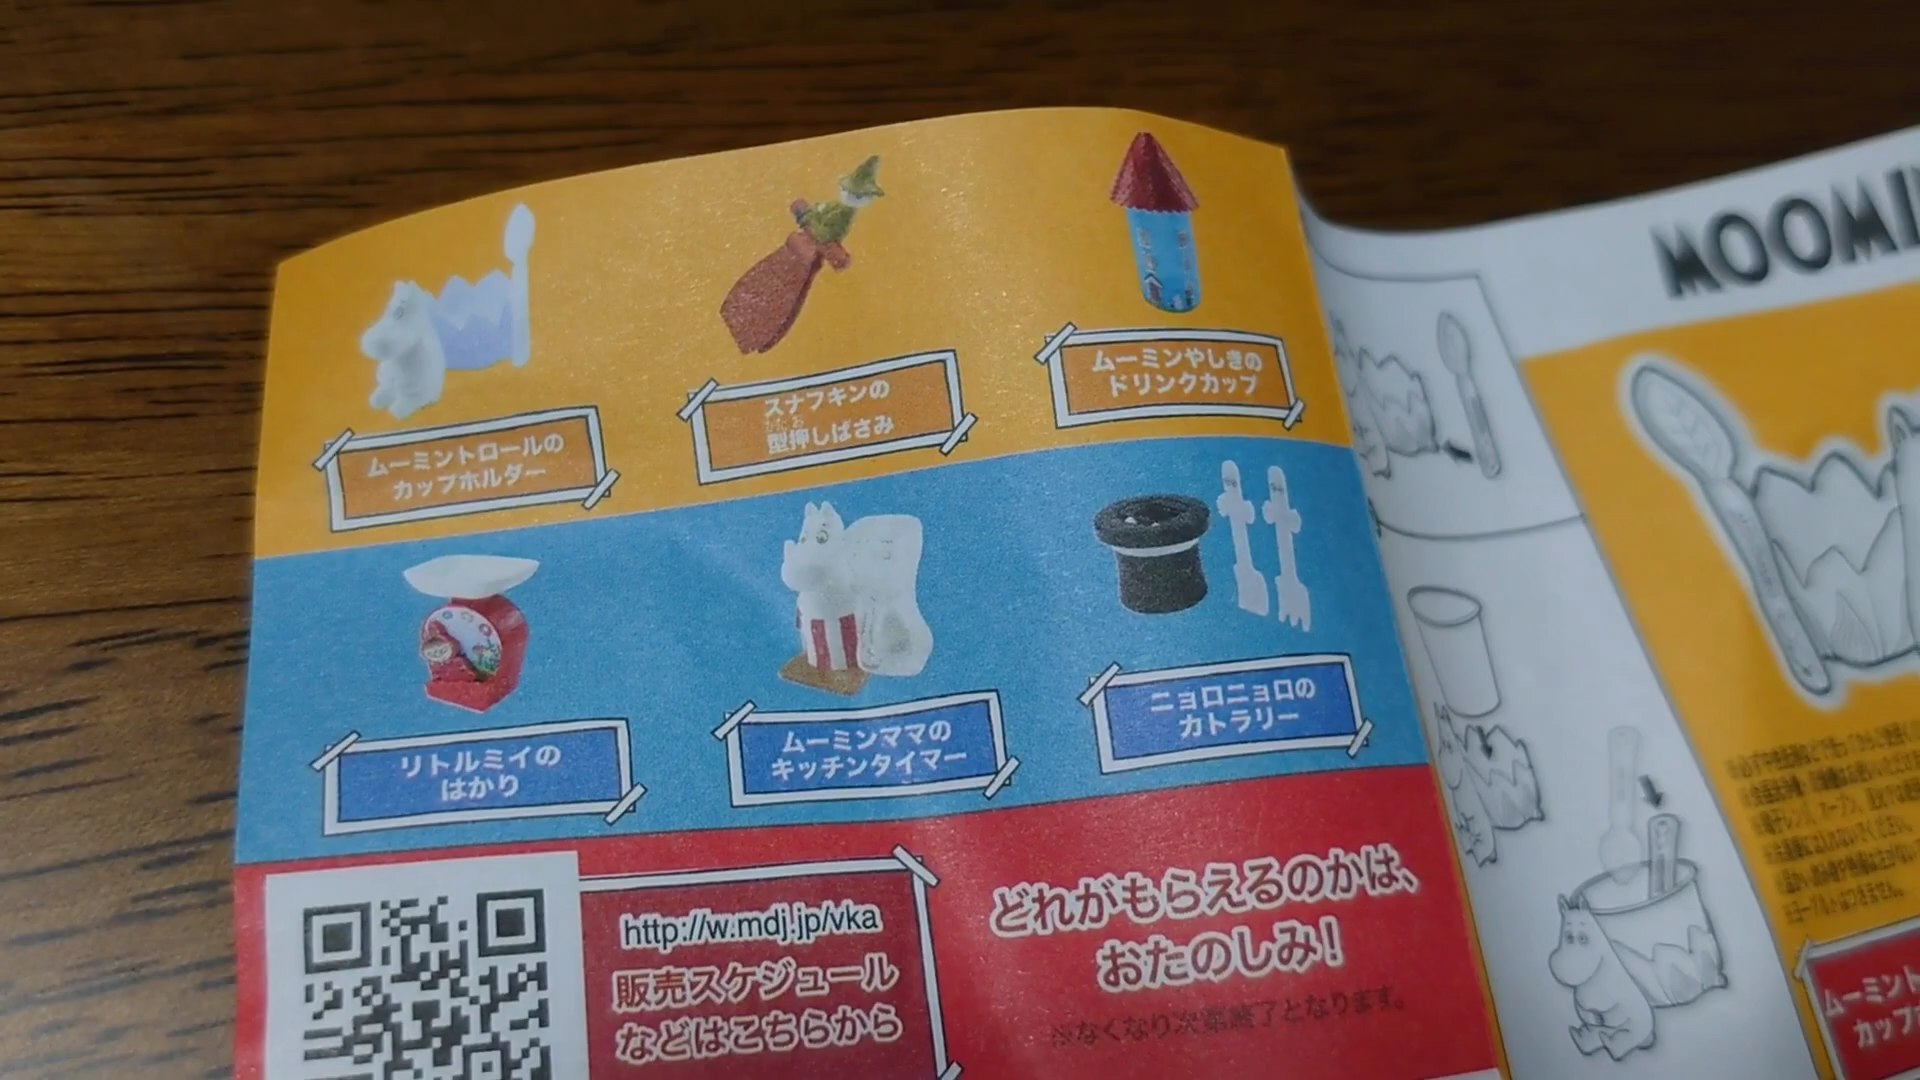 ムーミントロールの
カップホルダー
スナフキンの
かたお
型押しばさみ
ムーミンやしきの
ドリンクカップ
リトルミイの
はかり
ムーミンママの
キッチンタイマー
ニョロニョロの
カトラリー
http://w.mdj.jp/vka
販売スケジュール
などはこちらから
どれがもらえるのかは、
おたのしみ!
※なくなり次第終了となります。
MOOMI
ムーミント
カップ